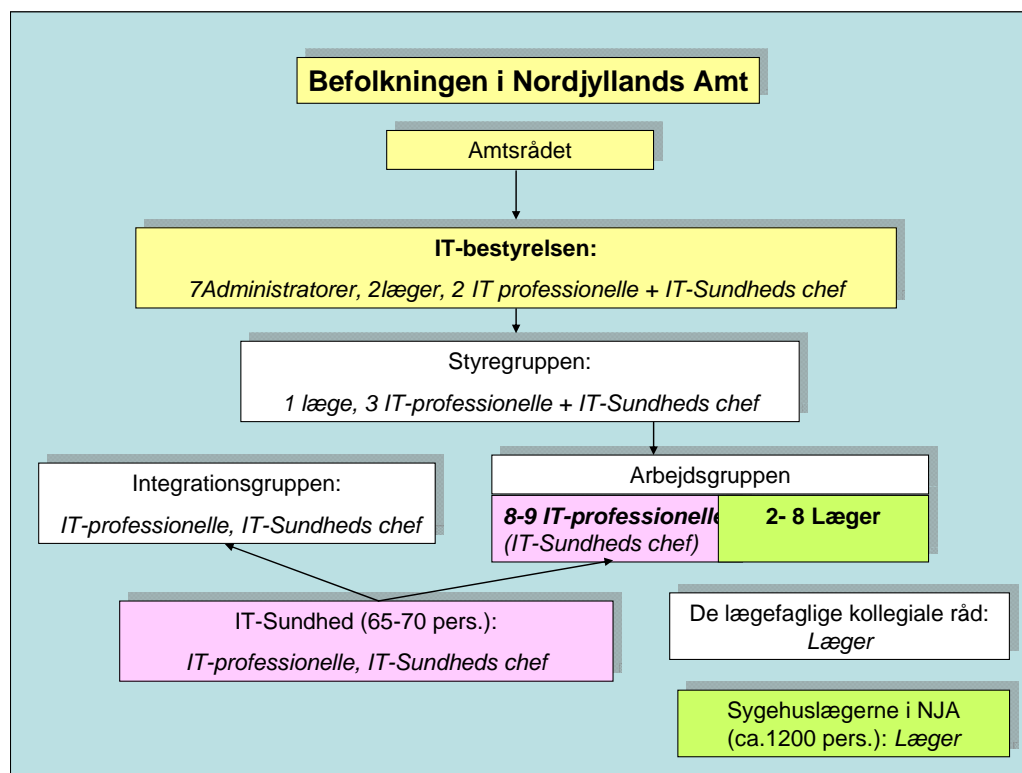 Befolkningen i Nordjyllands Amt
Amtsrådet
IT-bestyrelsen:
7Administratorer, 2læger, 2 IT professionelle + IT-Sundheds chef
Styregruppen:
1 læge, 3 IT-professionelle + IT-Sundheds chef
Integrationsgruppen:
IT-professionelle, IT-Sundheds chef
Arbejdsgruppen
8-9 IT-professionelle
(IT-Sundheds chef)
2- 8 Læger
IT-Sundhed (65-70 pers.):
IT-professionelle, IT-Sundheds chef
De lægefaglige kollegiale råd:
Læger
Sygehuslægerne i NJA
(ca.1200 pers.): Læger